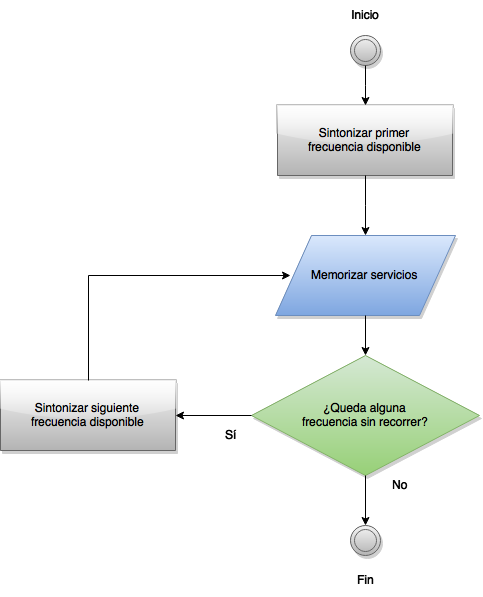 Inicio
Sintonizar primer
frecuencia disponible
Memorizar servicios
¿Queda alguna
frecuencia sin recorrer?
Sintonizar siguiente
frecuencia disponible
Sí
No
Fin